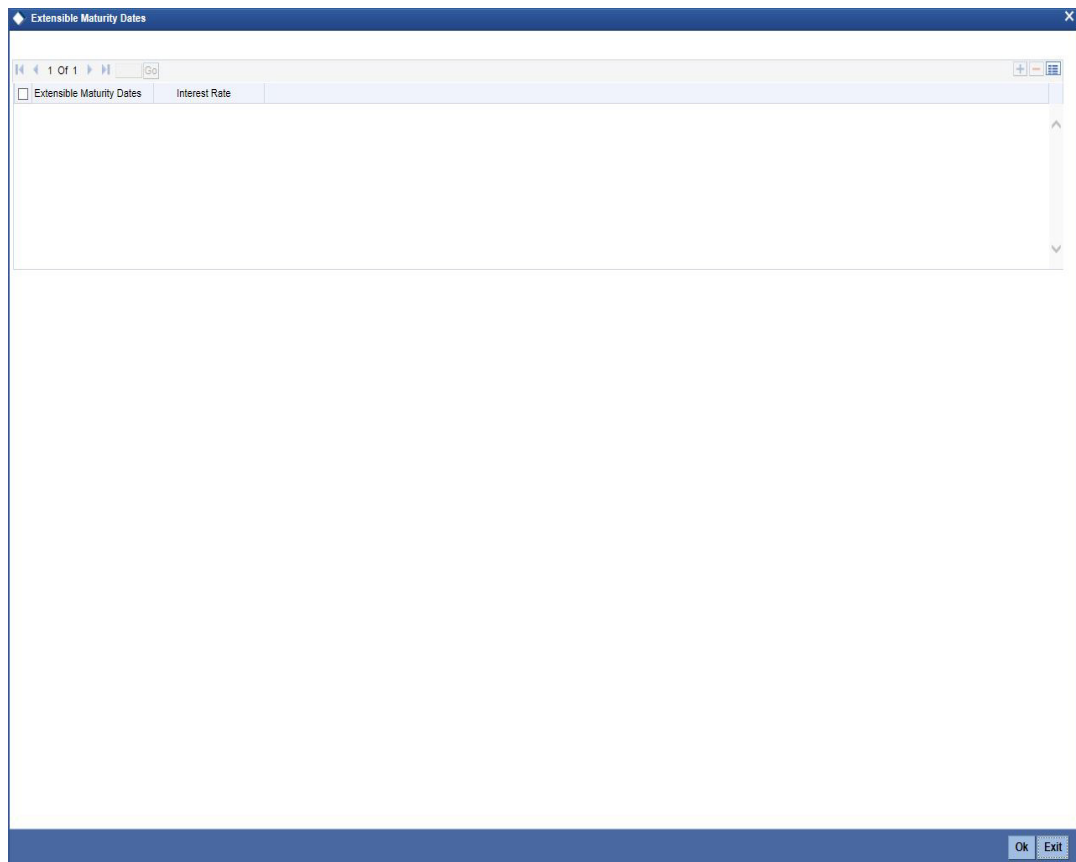 Extensible Maturity Dates X
1 Of 1 Go
Extensible Maturity Dates Interest Rate
Ok Exit